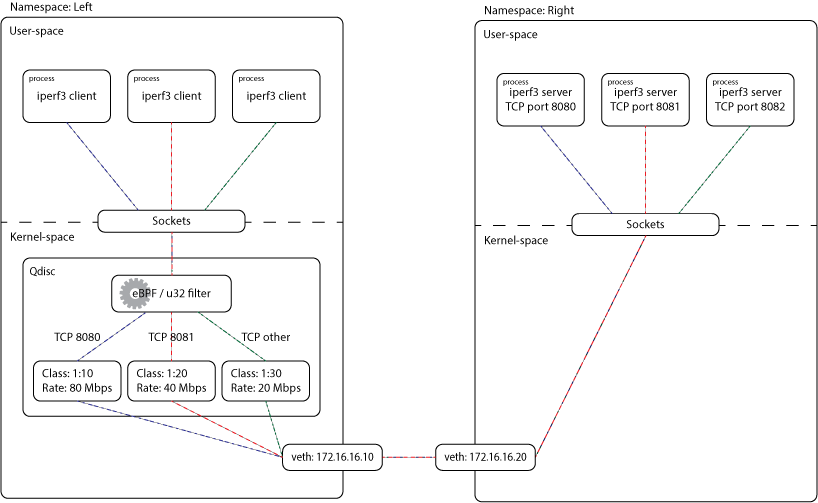 Namespace: Left
User-space
process
iperf3 client
process
iperf3 client
process
iperf3 client
Sockets
Kernel-space
Qdisc
eBPF / u32 filter
TCP 8080
TCP 8081
TCP other
Class: 1:10
Rate: 80 Mbps
Class: 1:20
Rate: 40 Mbps
Class: 1:30
Rate: 20 Mbps
veth: 172.16.16.10
Namespace: Right
User-space
process
iperf3 server
TCP port 8080
process
iperf3 server
TCP port 8081
process
iperf3 server
TCP port 8082
Sockets
Kernel-space
veth: 172.16.16.20